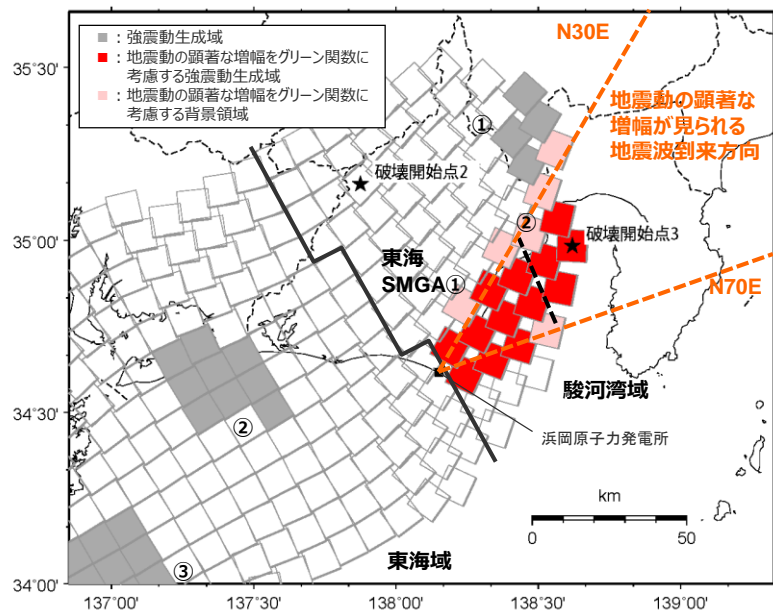 ：強震動生成域
：地震動の顕著な増幅をグリーン関数に
考慮する強震動生成域
：地震動の顕著な増幅をグリーン関数に
考慮する背景領域
N30E
地震動の顕著な
増幅が見られる
地震波到来方向
35°30'
①
★ 破壊開始点2
②
35°00'
★ 破壊開始点3
東海
SMGA①
N70E
34°30'
駿河湾域
②
浜岡原子力発電所
km
0
50
東海域
③
34°00'
137°00'
137°30'
138°00'
138°30'
139°00'